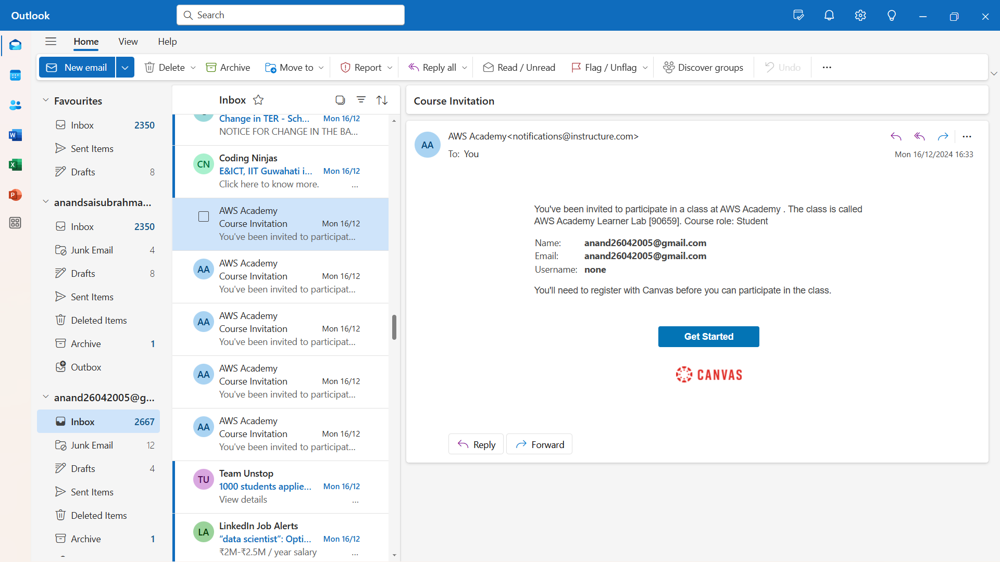 Outlook
Search
Home View Help
New email Delete Archive Move to Report Reply all Read / Unread Flag / Unflag Discover groups Undo
Favourites
Inbox 2350
Sent Items
Drafts 8
anandsaisubrahma...
Inbox 2350
Junk Email 4
Drafts 8
Sent Items
Deleted Items
Archive 1
Outbox
anand26042005@g...
Inbox 2667
Junk Email 12
Drafts 4
Sent Items
Deleted Items
Archive 1
Inbox
Change in TER - Sch... Mon 16/12
NOTICE FOR CHANGE IN THE BA...
CN
Coding Ninjas
E&ICT, IIT Guwahati i... Mon 16/12
Click here to know more. ...
AWS Academy
Course Invitation Mon 16/12
You've been invited to participat...
AA
AWS Academy
Course Invitation Mon 16/12
You've been invited to participat...
AA
AWS Academy
Course Invitation Mon 16/12
You've been invited to participat...
AA
AWS Academy
Course Invitation Mon 16/12
You've been invited to participat...
AA
AWS Academy
Course Invitation Mon 16/12
You've been invited to participat...
TU
Team Unstop
1000 students applie... Mon 16/12
View details ...
LA
LinkedIn Job Alerts
“data scientist”: Opti... Mon 16/12
₹2M-₹2.5M / year salary ...
Course Invitation
AA
AWS Academy<notifications@instructure.com>
To: You
Mon 16/12/2024 16:33
You've been invited to participate in a class at AWS Academy . The class is called
AWS Academy Learner Lab [90659]. Course role: Student
Name: anand26042005@gmail.com
Email: anand26042005@gmail.com
Username: none
You'll need to register with Canvas before you can participate in the class.
Get Started
CANVAS
Reply Forward